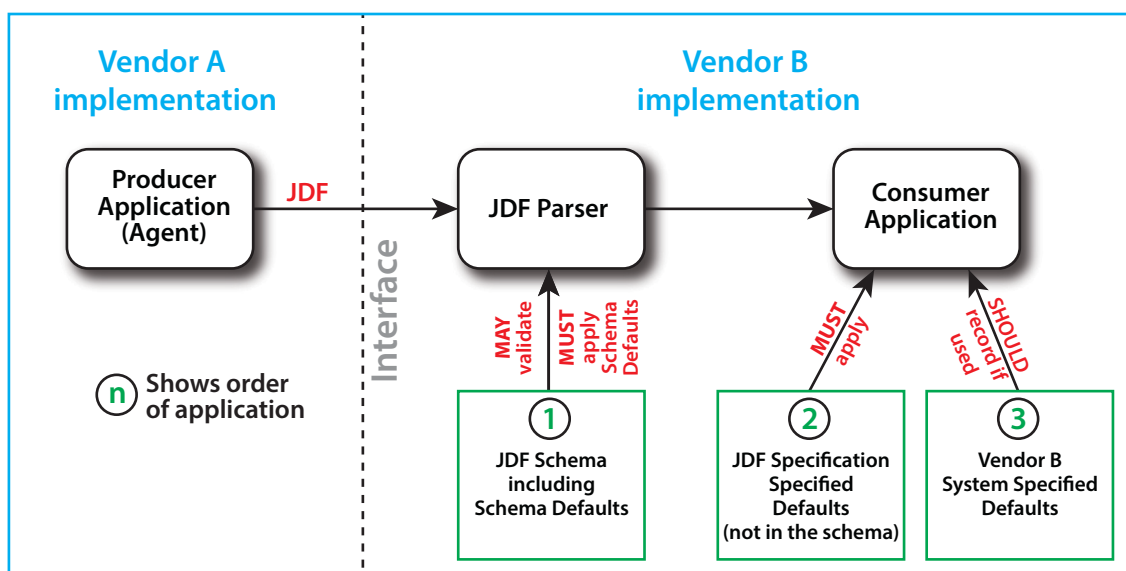 Vendor A
implementation
Vendor B
implementation
Producer
Application
(Agent)
JDF
JDF Parser
Consumer
Application
Interface
MAY
validate
MUST
apply
Schema
Defaults
MUST
apply
SHOULD
record if
used
n Shows order
of application
1
JDF Schema
including
Schema Defaults
2
JDF Specification
Specified
Defaults
(not in the schema)
3
Vendor B
System Specified
Defaults